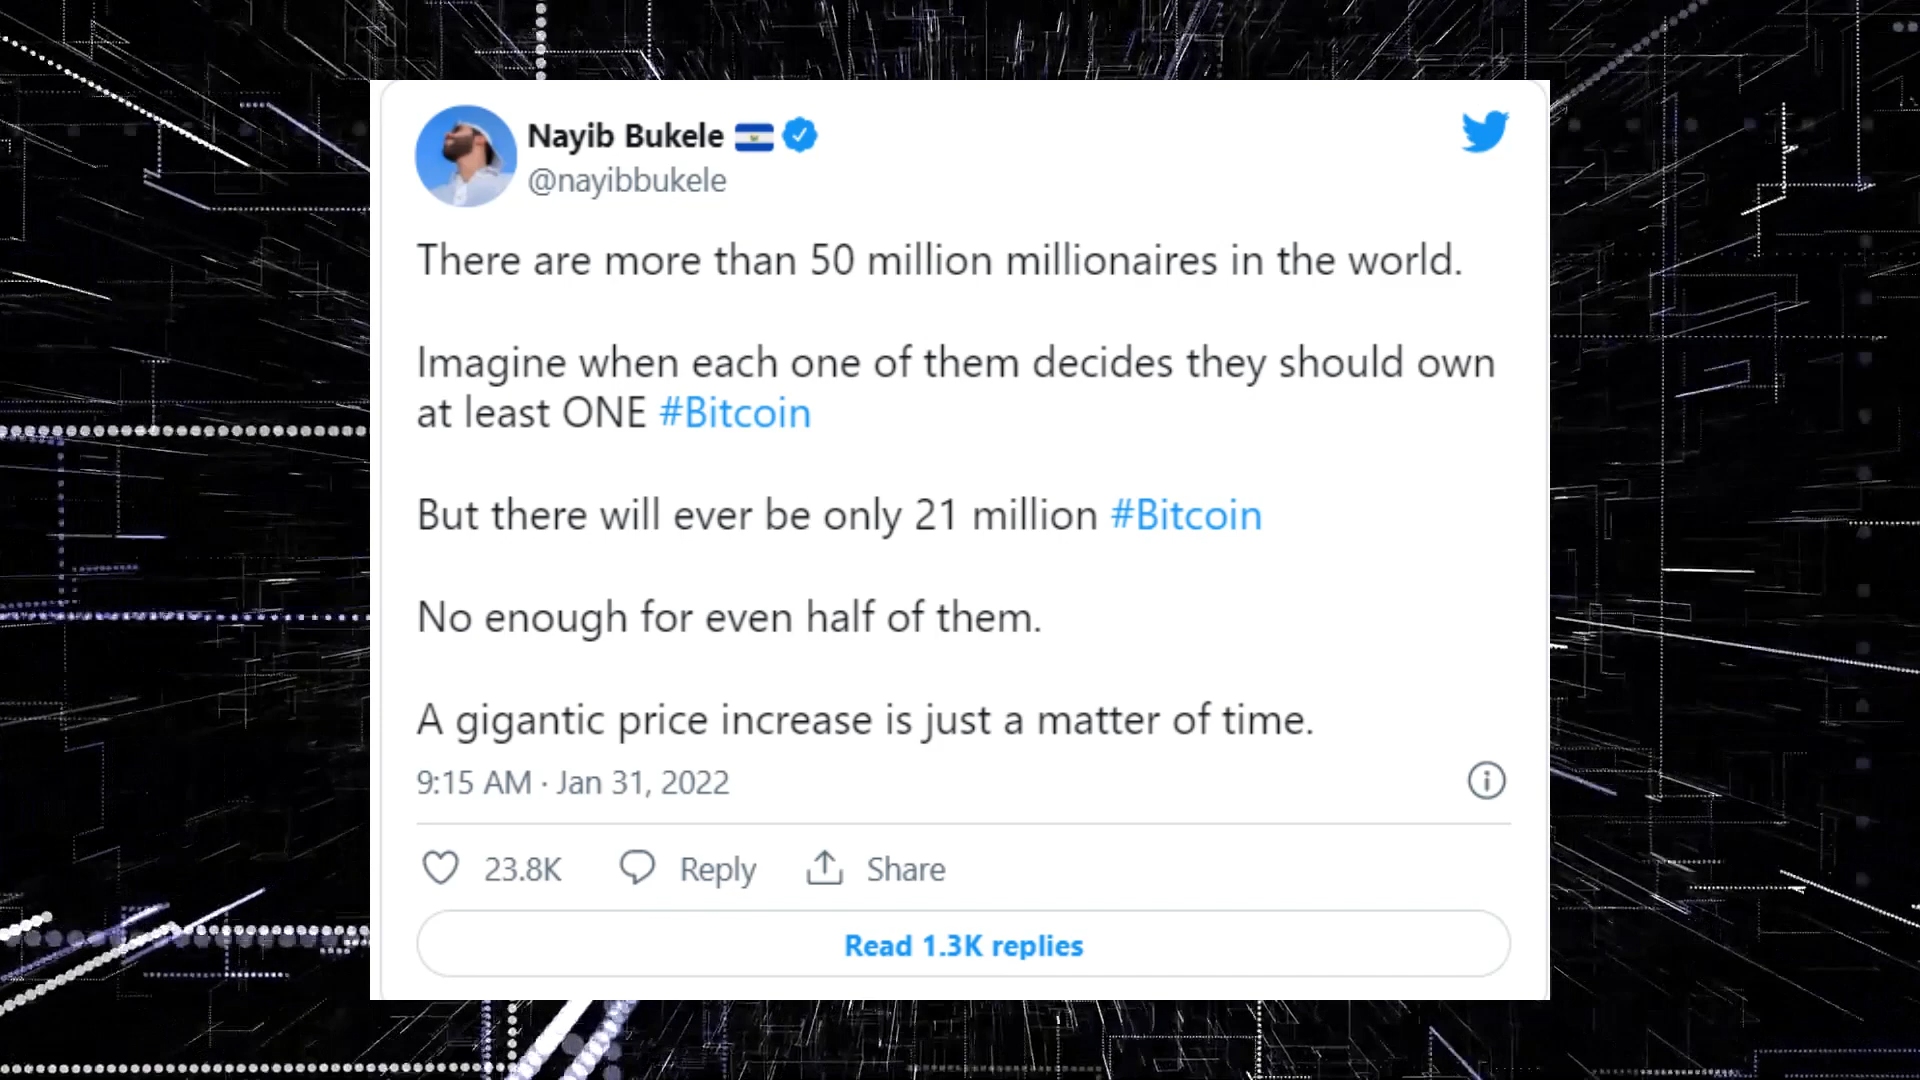 Nayib Bukele
@nayibbukele
There are more than 50 million millionaires in the world.
Imagine when each one of them decides they should own
at least ONE #Bitcoin
But there will ever be only 21 million #Bitcoin
No enough for even half of them.
A gigantic price increase is just a matter of time.
9:15 AM · Jan 31, 2022
23.8K Reply Share
Read 1.3K replies